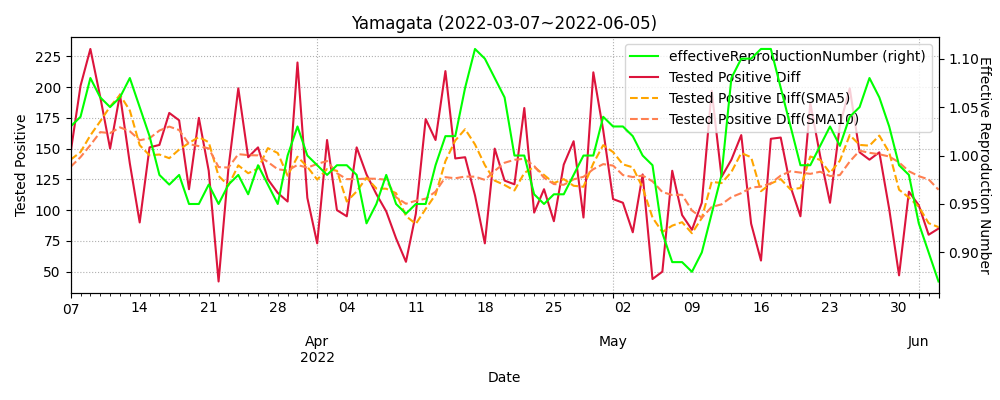 Yamagata (2022-03-07~2022-06-05)
effectiveReproductionNumber (right)
Tested Positive Diff
Tested Positive Diff(SMA5)
Tested Positive Diff(SMA10)
Tested Positive
225
200
175
150
125
100
75
50
1.10
1.05
1.00
0.95
0.90
Effective Reproduction Number
07 14 21 28 04 11 18 25 02 09 16 23 30
Apr May Jun
2022
Date